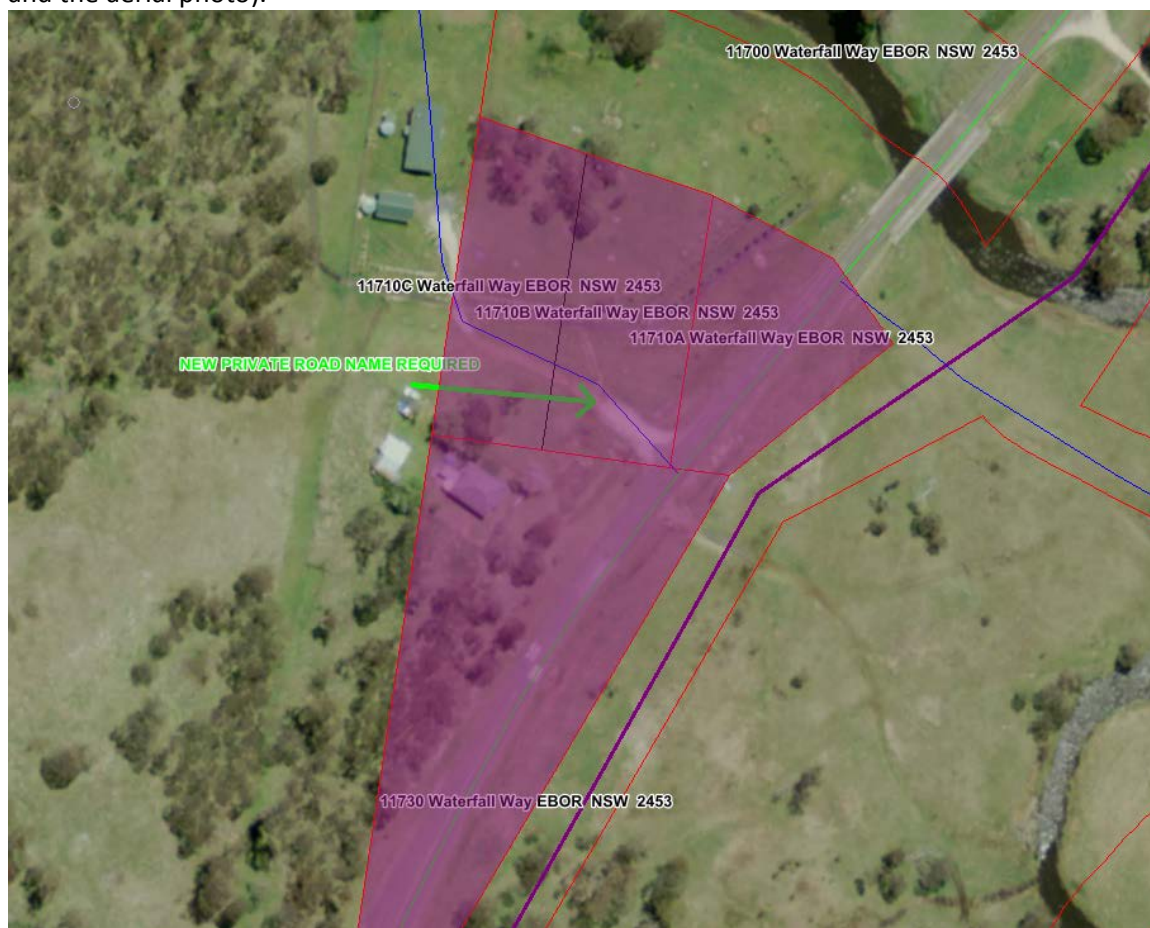 and the aerial photo).
11700 Waterfall Way EBOR NSW 2453
11710C Waterfall Way EBOR NSW 2453
11710B Waterfall Way EBOR NSW 2453
11710A Waterfall Way EBOR NSW 2453
NEW PRIVATE ROAD NAME REQUIRED
11730 Waterfall Way EBOR NSW 2453